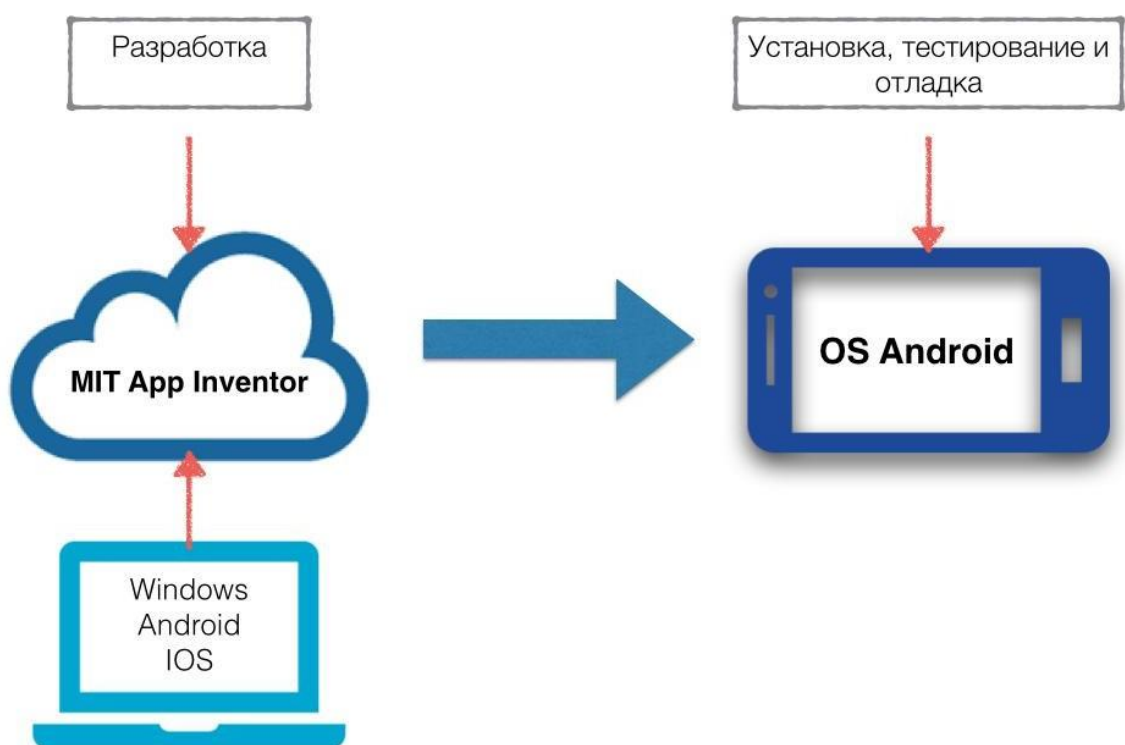 Разработка
Установка, тестирование и
отладка
MIT App Inventor
OS Android
Windows
Android
IOS